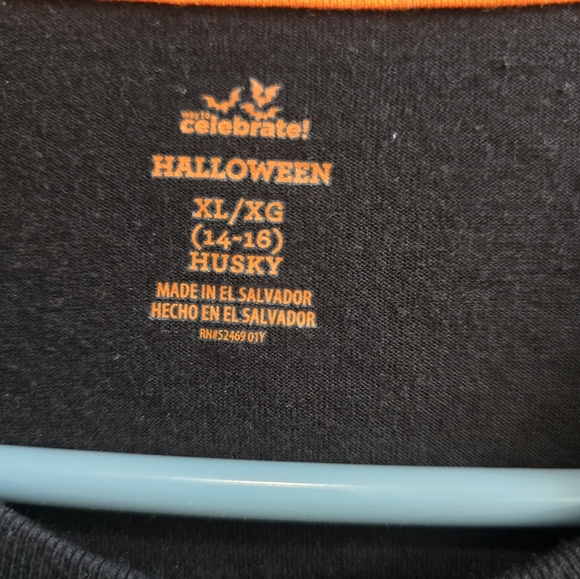 way to
celebrate!
HALLOWEEN
XL/XG
(14-16)
HUSKY
MADE IN EL SALVADOR
HECHO EN EL SALVADOR
RN#52469 01Y